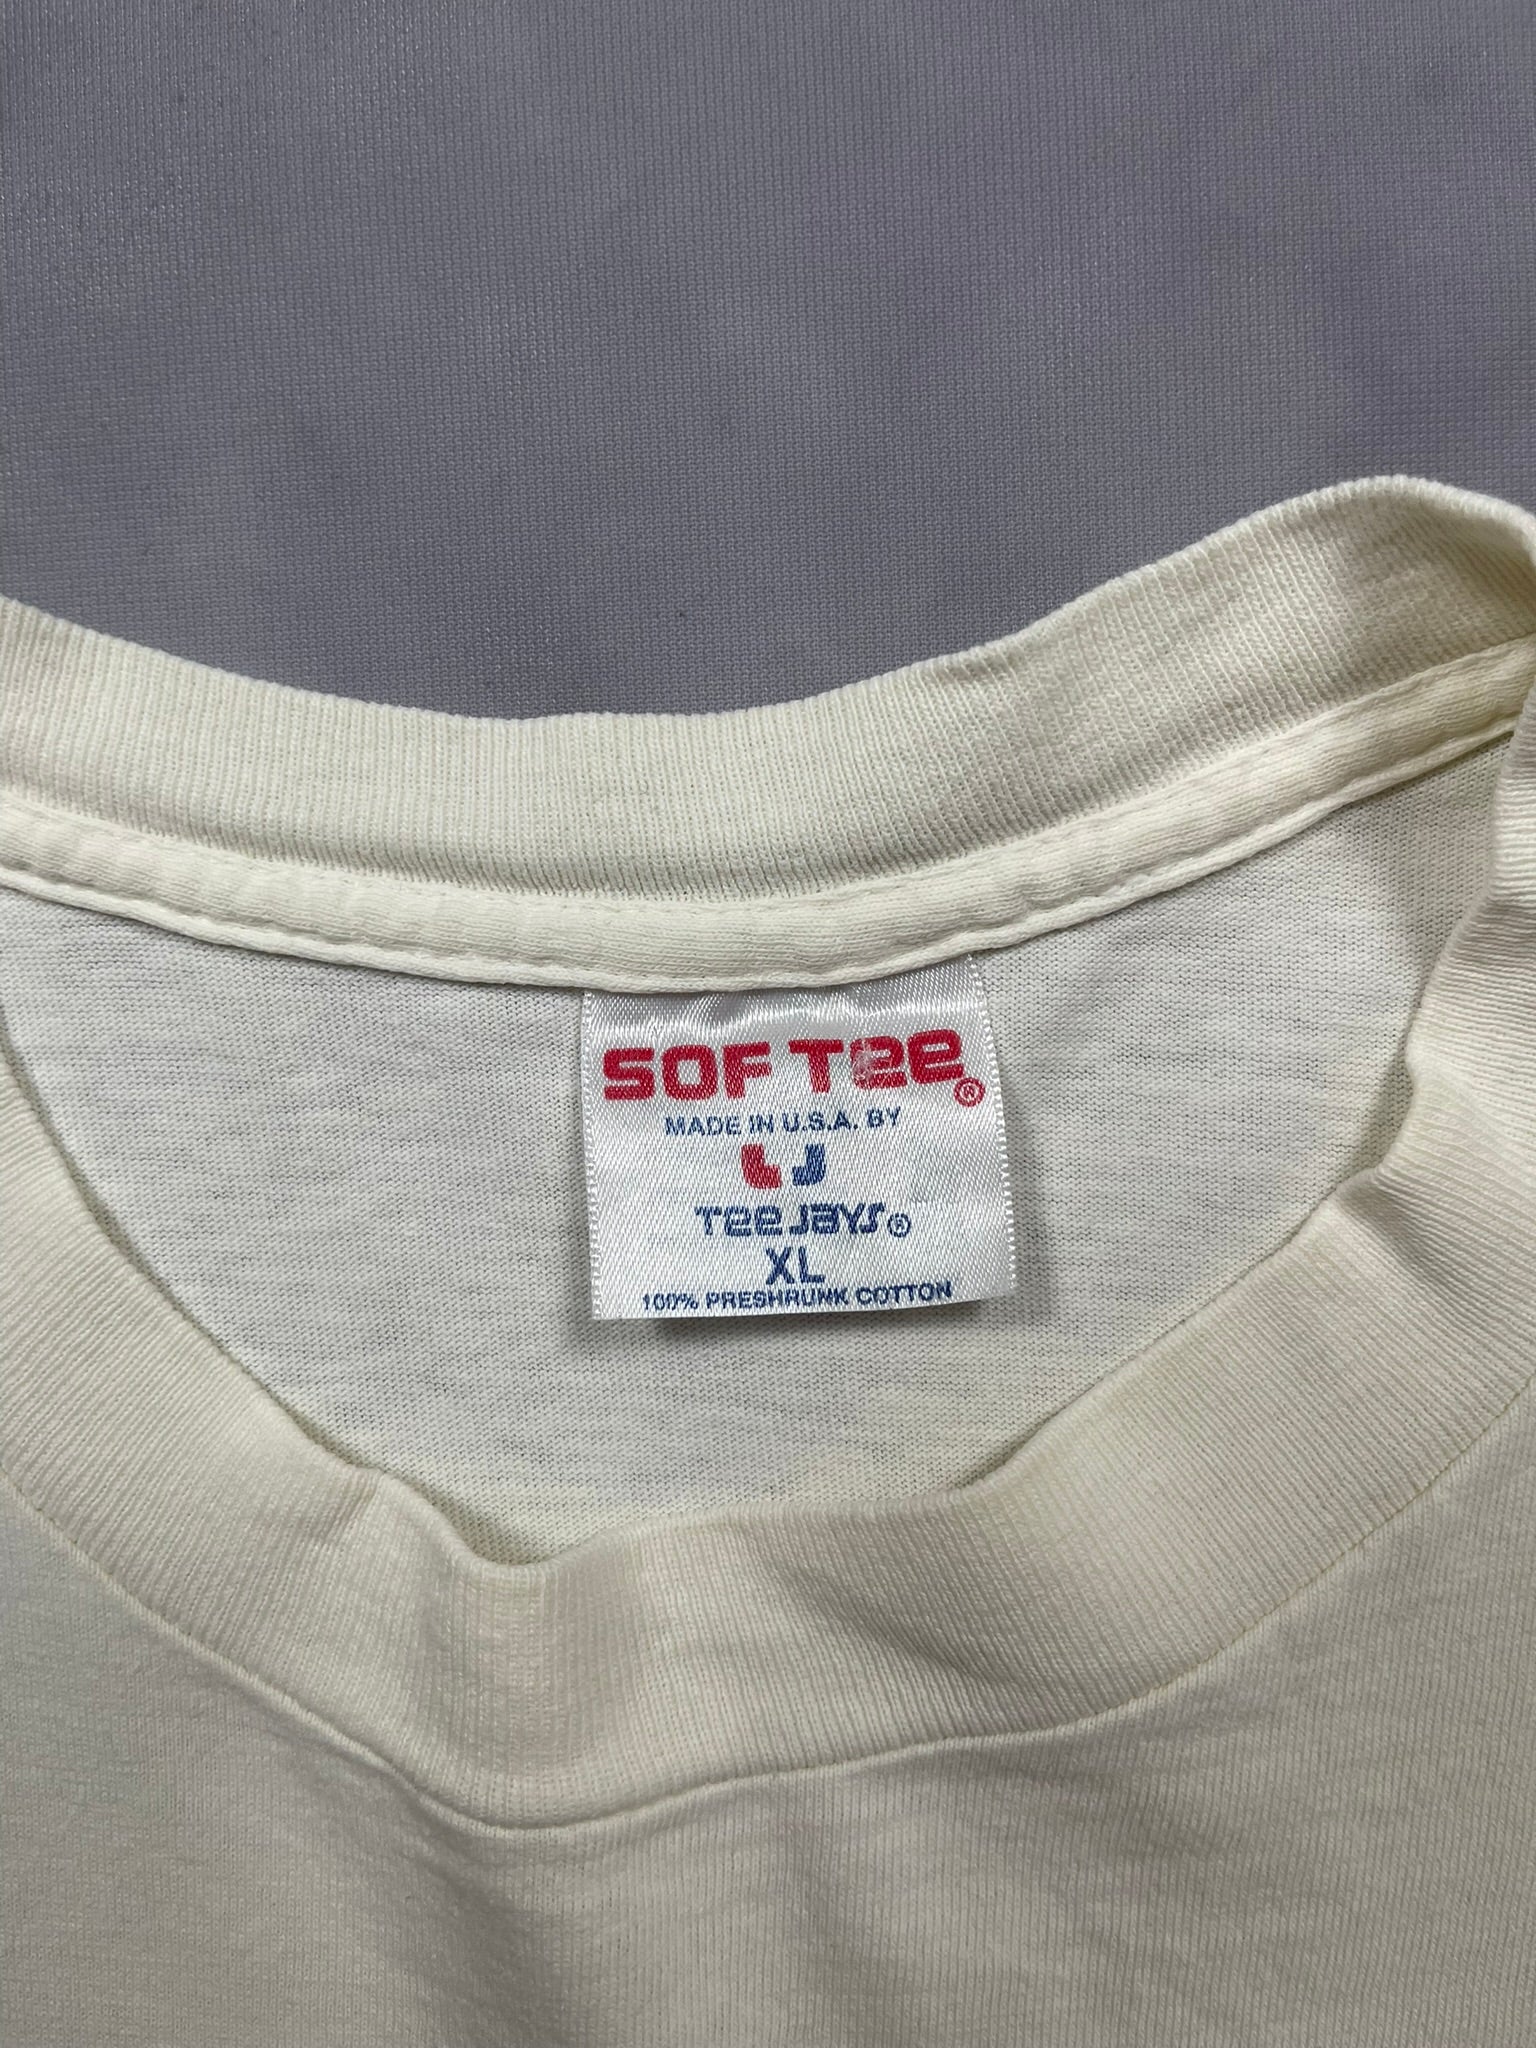 SOF TEE®
MADE IN U.S.A. BY
TEE JAYS®
XL
100% PRESHRUNK COTTON